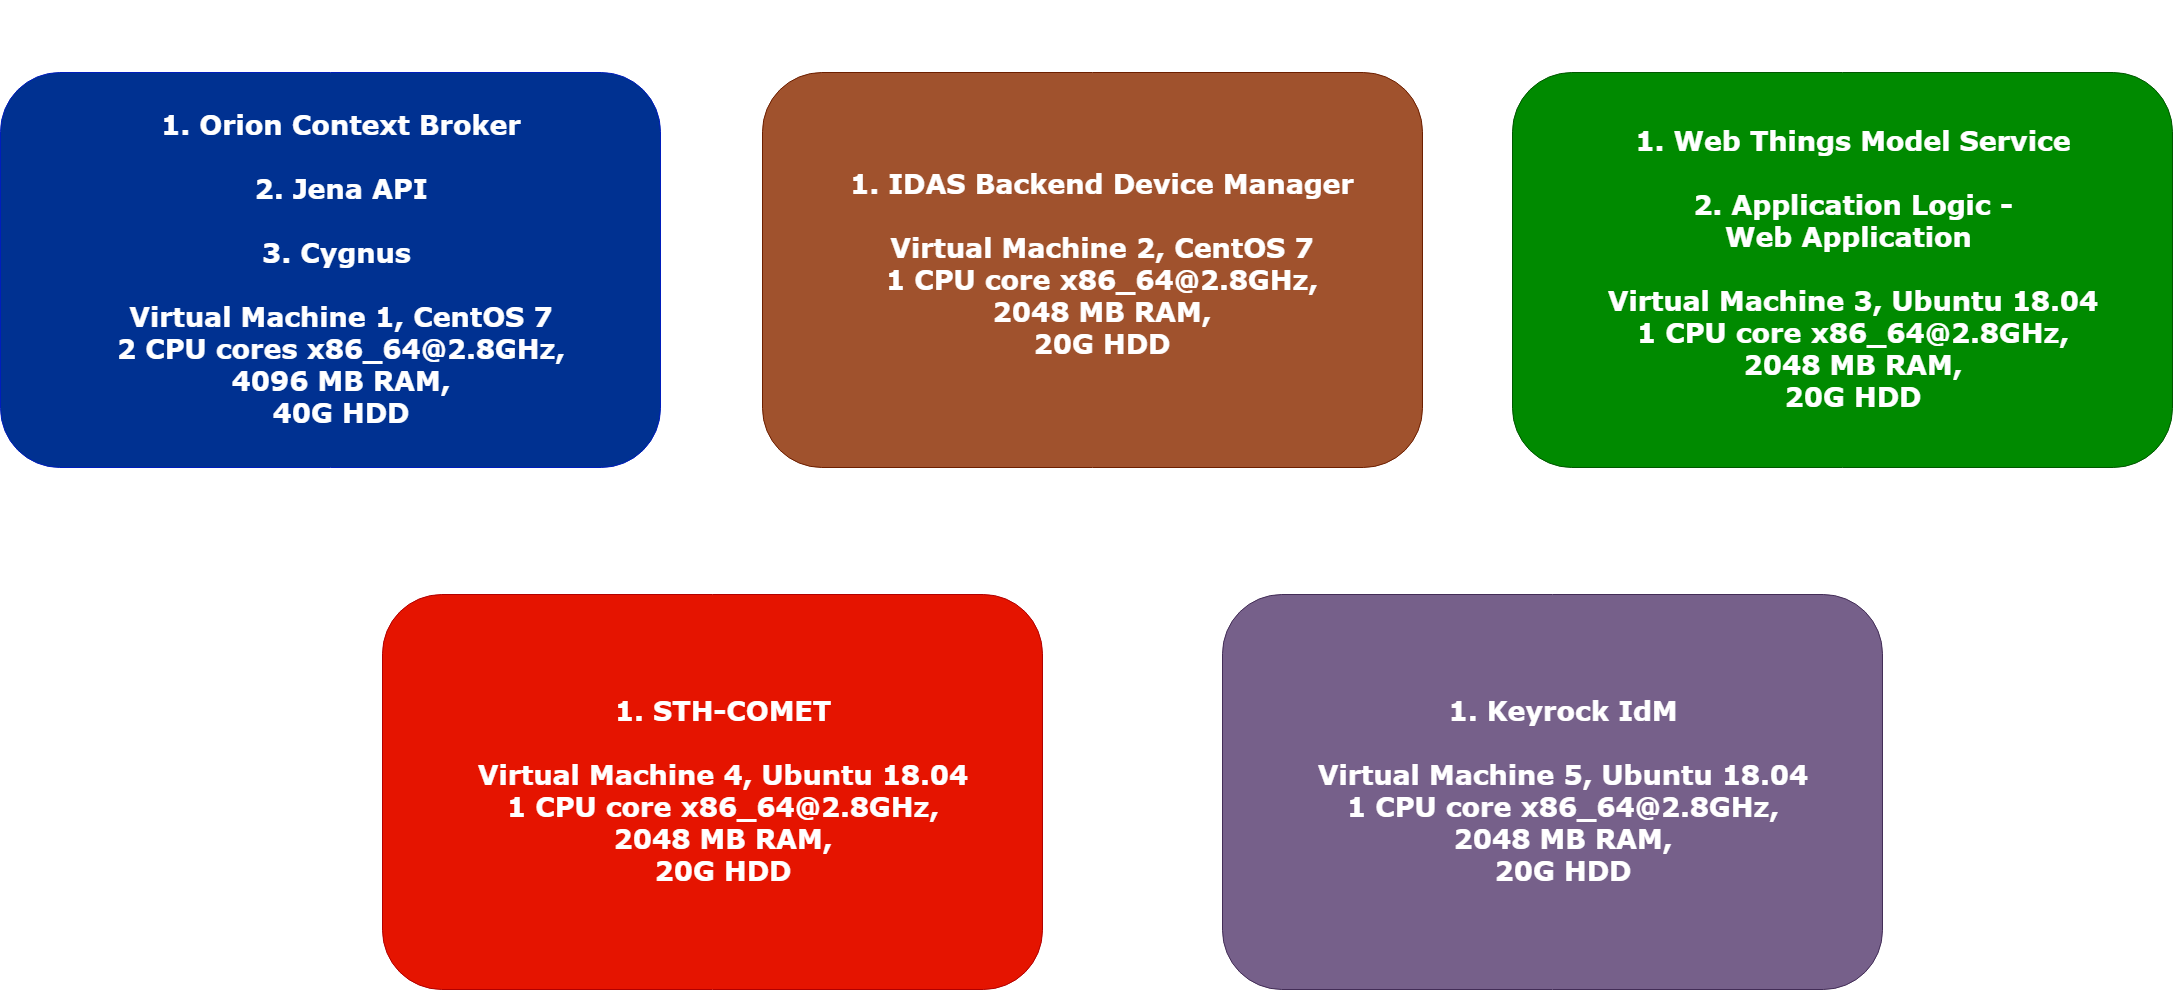 1. Orion Context Broker
2. Jena API
3. Cygnus
Virtual Machine 1, CentOS 7
2 CPU cores x86_64@2.8GHz,
4096 MB RAM,
40G HDD
1. IDAS Backend Device Manager
Virtual Machine 2, CentOS 7
1 CPU core x86_64@2.8GHz,
2048 MB RAM,
20G HDD
1. Web Things Model Service
2. Application Logic -
Web Application
Virtual Machine 3, Ubuntu 18.04
1 CPU core x86_64@2.8GHz,
2048 MB RAM,
20G HDD
1. STH-COMET
Virtual Machine 4, Ubuntu 18.04
1 CPU core x86_64@2.8GHz,
2048 MB RAM,
20G HDD
1. Keyrock IdM
Virtual Machine 5, Ubuntu 18.04
1 CPU core x86_64@2.8GHz,
2048 MB RAM,
20G HDD